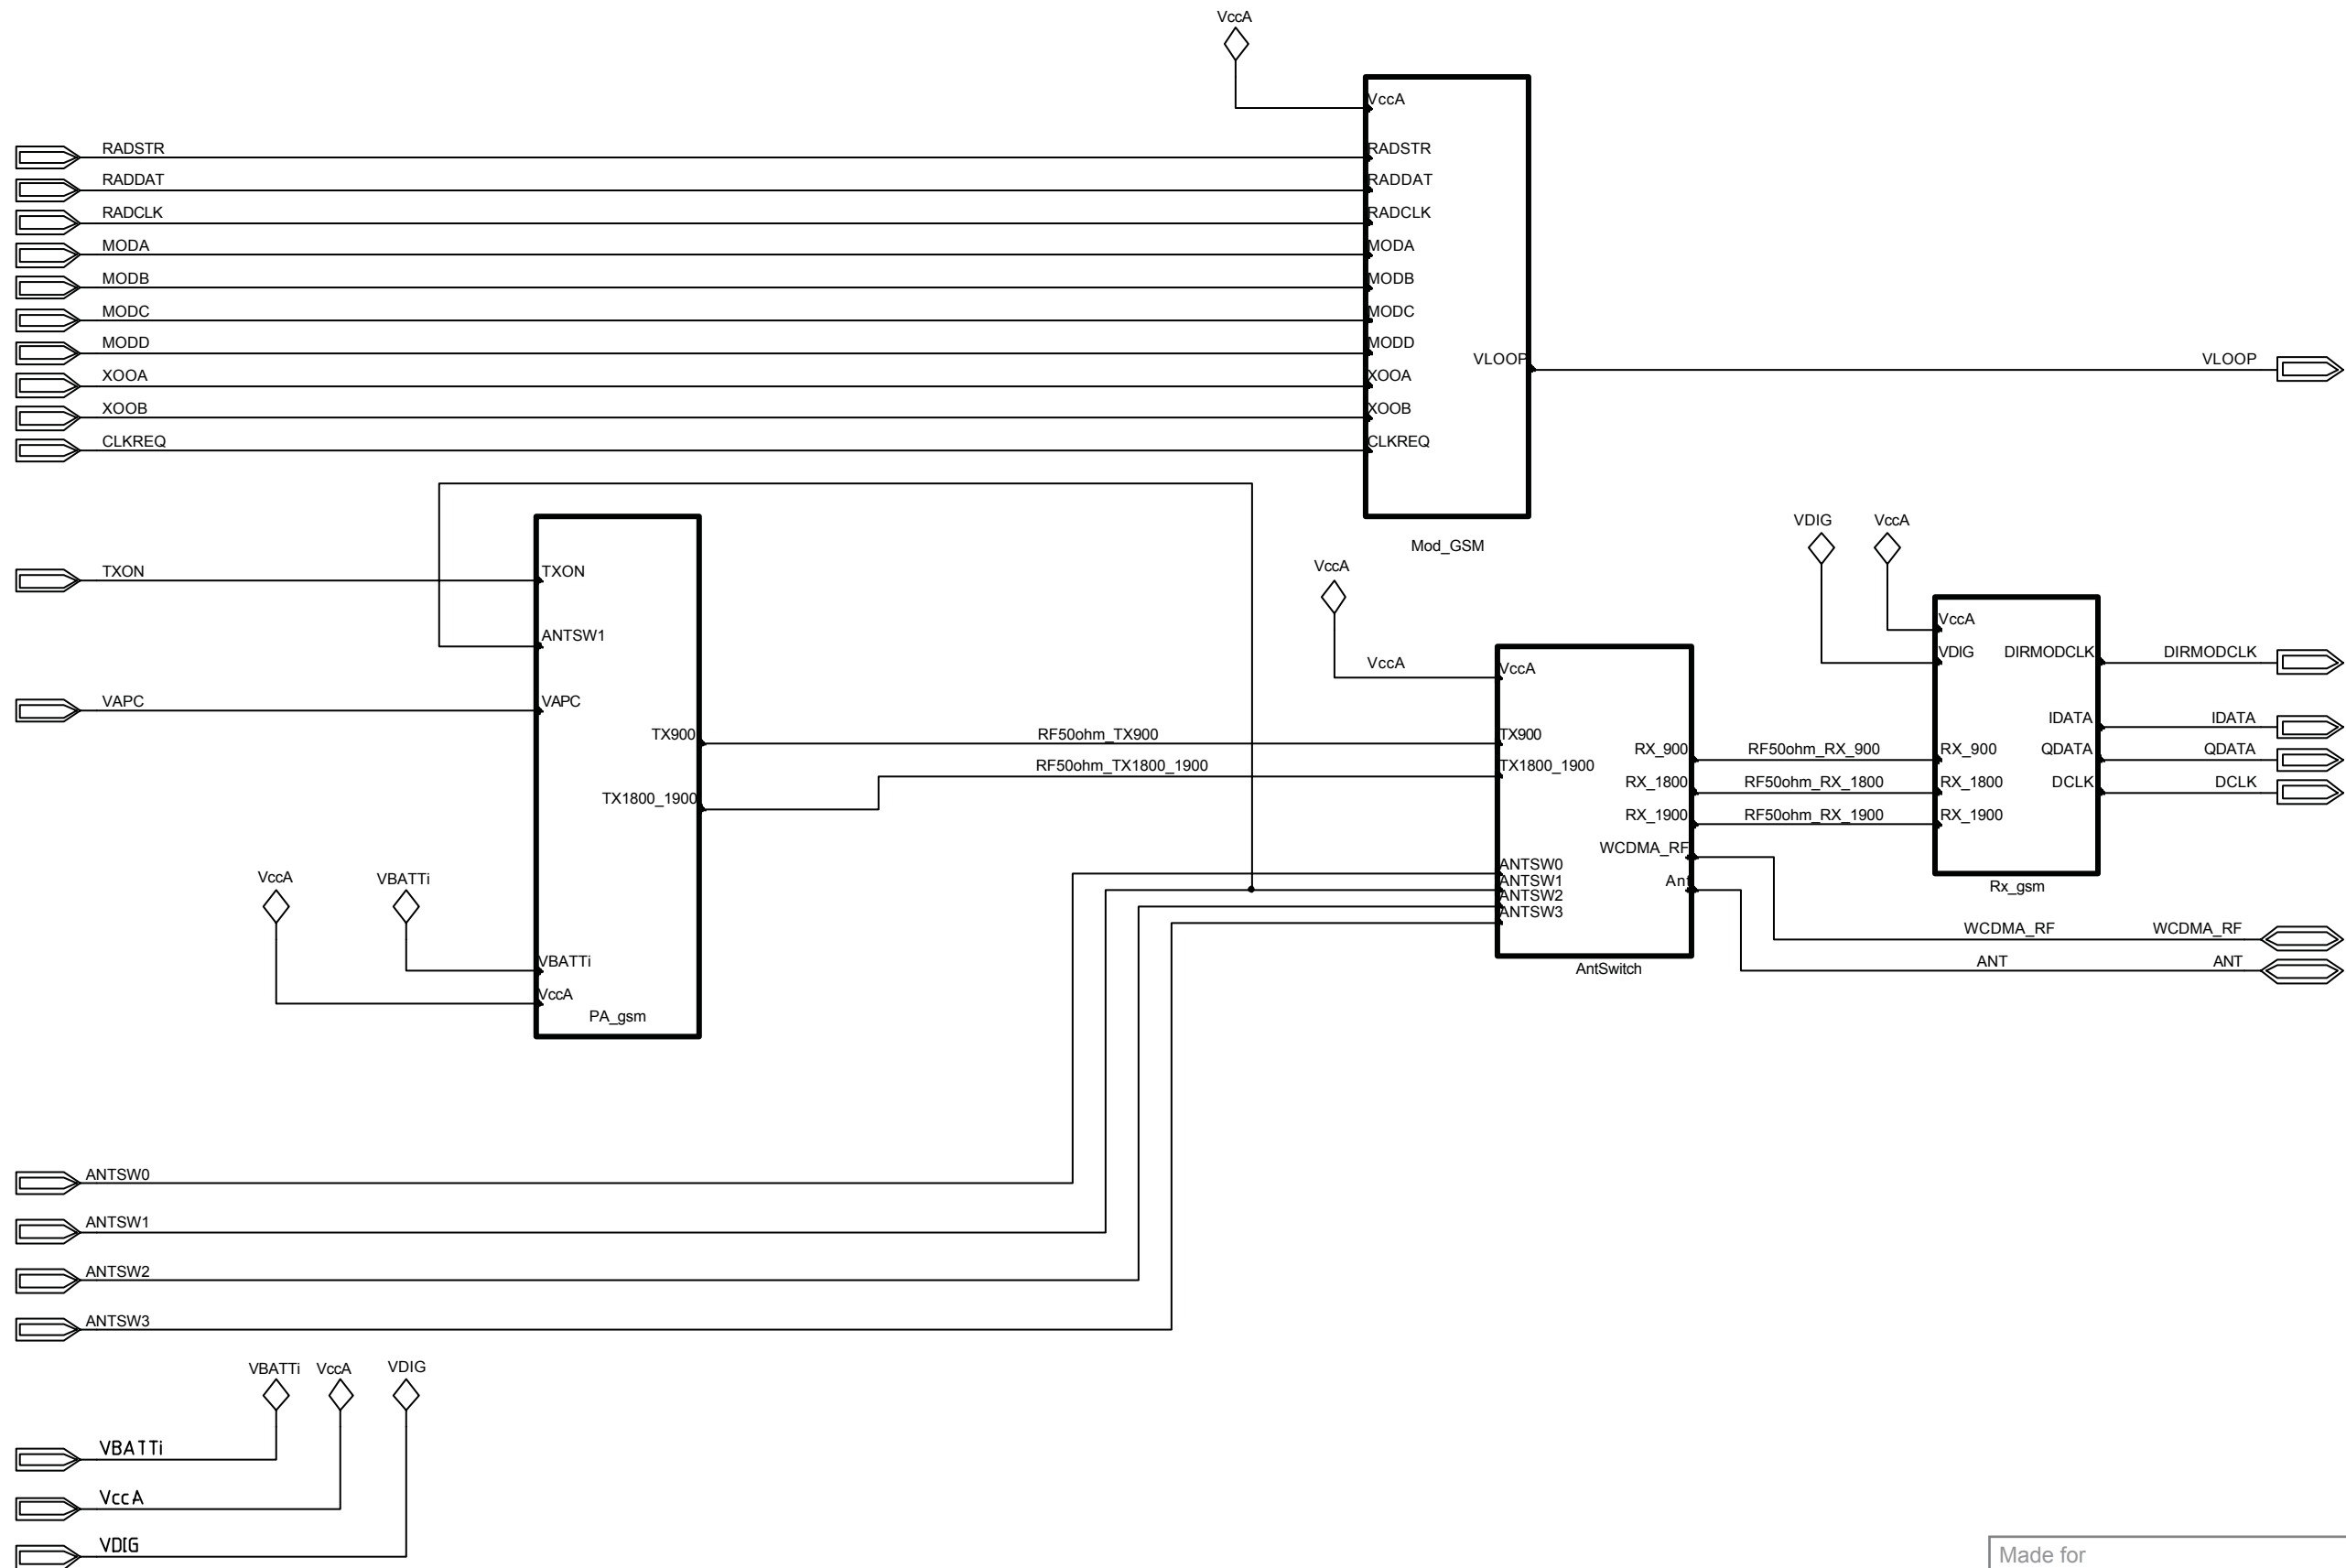 VccA
VccA
RADSTR RADSTR
RADDAT RADDAT
RADCLK RADCLK
MODA MODA
MODB MODB
MODC MODC
MODD MODD
VLOOP VLOOP
XOOA XOOA
XOOB XOOB
CLKREQ CLKREQ
Mod_GSM
VDIG VccA
VccA
TXON TXON
ANTSW1
VccA
VccA VccA
VDIG DIRMODCLK DIRMODCLK
VAPC VAPC
IDATA IDATA
TX900 RF50ohm_TX900 TX900
RX_900 RF50ohm_RX_900 RX_900 QDATA QDATA
RF50ohm_TX1800_1900 TX1800_1900
RX_1800 RF50ohm_RX_1800 RX_1800 DCLK DCLK
TX1800_1900
RX_1900 RF50ohm_RX_1900 RX_1900
WCDMA_RF
ANTSW0
VccA VBATTi ANTSW1 Ant
Rx_gsm
ANTSW2
ANTSW3
WCDMA_RF WCDMA_RF
VBATTi ANT ANT
AntSwitch
VccA
PA_gsm
ANTSW0
ANTSW1
ANTSW2
ANTSW3
VBATTi VccA VDIG
VBATTi
VccA
VDIG
Made for